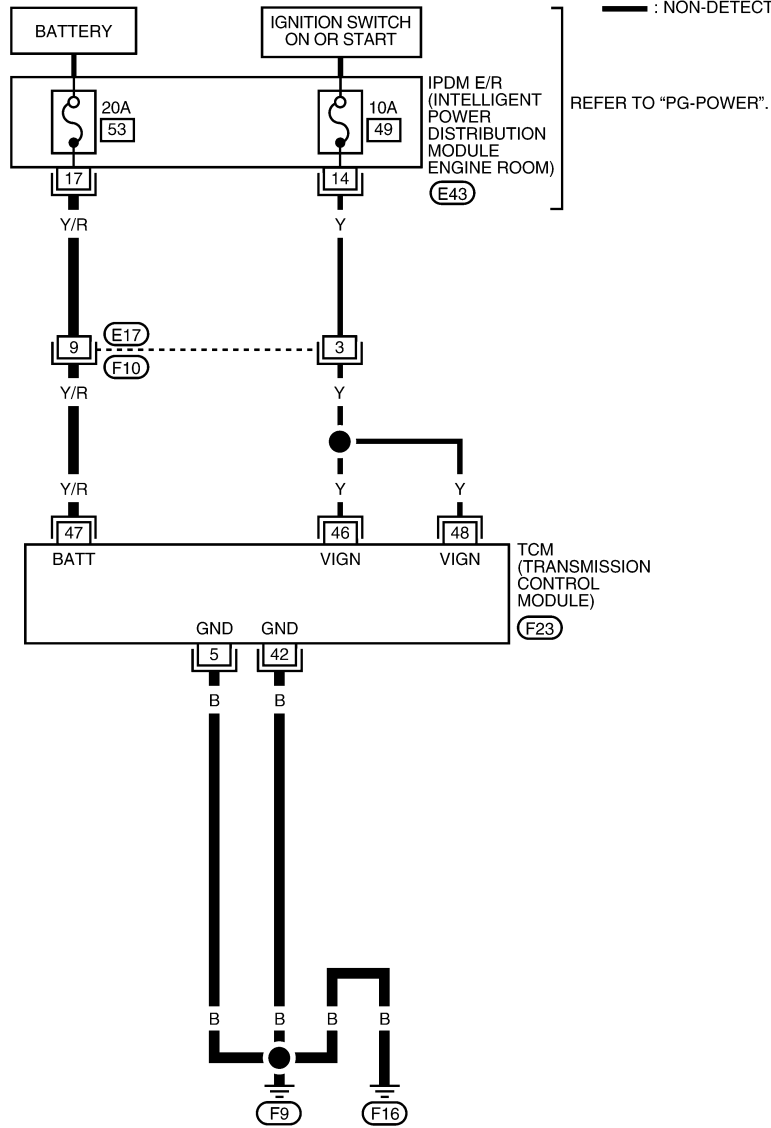 : NON-DETECT
BATTERY
IGNITION SWITCH
ON OR START
20A
53
10A
49
IPDM E/R
(INTELLIGENT
POWER
DISTRIBUTION
MODULE
ENGINE ROOM)
E43
REFER TO “PG-POWER”.
17
14
Y/R
Y
9
E17
F10
3
Y/R
Y
Y/R
Y
Y
47
46
48
BATT
VIGN
VIGN
TCM
(TRANSMISSION
CONTROL
MODULE)
F23
GND
GND
5
42
B
B
B
B
B
B
F9
F16